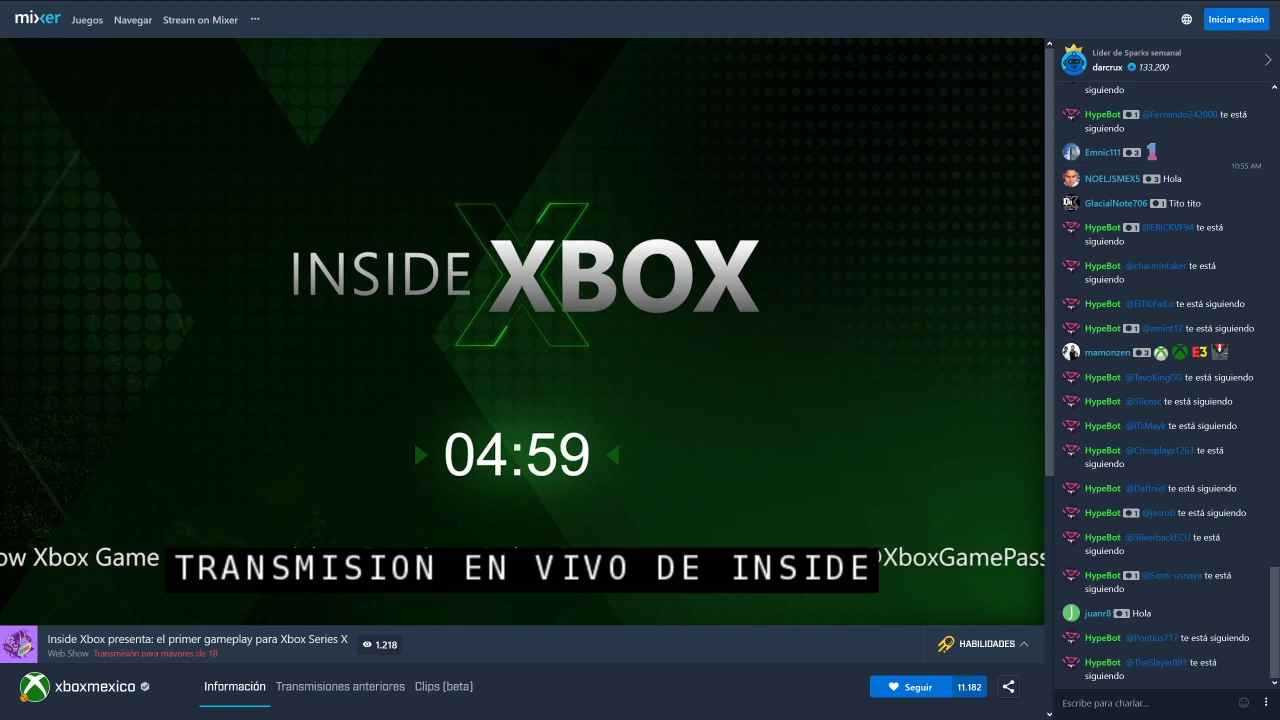 mixer Juegos Navegar Stream on Mixer ··· Iniciar sesión
INSIDE XBOX
04:59
ow Xbox Game
@XboxGamePass
TRANSMISION EN VIVO DE INSIDE
Inside Xbox presenta: el primer gameplay para Xbox Series X 1.218
Web Show Transmisión para mayores de 18
HABILIDADES
xboxmexico
Información Transmisiones anteriores Clips (beta)
Seguir 11.182
Líder de Sparks semanal
darcrux 133.200
siguiendo
HypeBot 1 @Fernando242000 te está
siguiendo
Emnic111 3 1
10:55 AM
NOELJSMEX5 3 Hola
GlacialNote706 1 Tito tito
HypeBot 1 @ERICKVF94 te está
siguiendo
HypeBot @charmintaker te está
siguiendo
HypeBot @ElTI0FaiLo te está siguiendo
HypeBot 1 @amint12 te está siguiendo
mamonzen 3 E3
HypeBot @TavoKingGG te está siguiendo
HypeBot @Silensc te está siguiendo
HypeBot @iTsMayk te está siguiendo
HypeBot @Chrisplayz1263 te está
siguiendo
HypeBot @Daftniel te está siguiendo
HypeBot 1 @jesrob te está siguiendo
HypeBot @SilverbackECU te está
siguiendo
HypeBot 1 @Santi-osnaya te está
siguiendo
J juanr8 1 Hola
HypeBot @Pontius717 te está siguiendo
HypeBot @TheSlayer891 te está
siguiendo
Escribe para charlar...